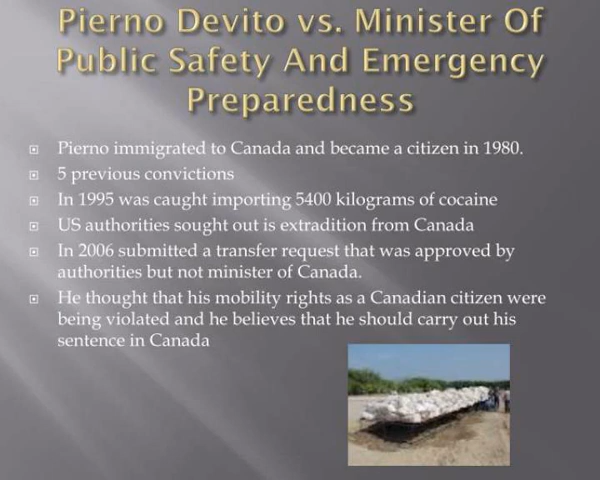 Pierno Devito vs. Minister Of
Public Safety And Emergency
Preparedness
Pierno immigrated to Canada and became a citizen in 1980.
5 previous convictions
In 1995 was caught importing 5400 kilograms of cocaine
US authorities sought out is extradition from Canada
In 2006 submitted a transfer request that was approved by
authorities but not minister of Canada.
He thought that his mobility rights as a Canadian citizen were
being violated and he believes that he should carry out his
sentence in Canada